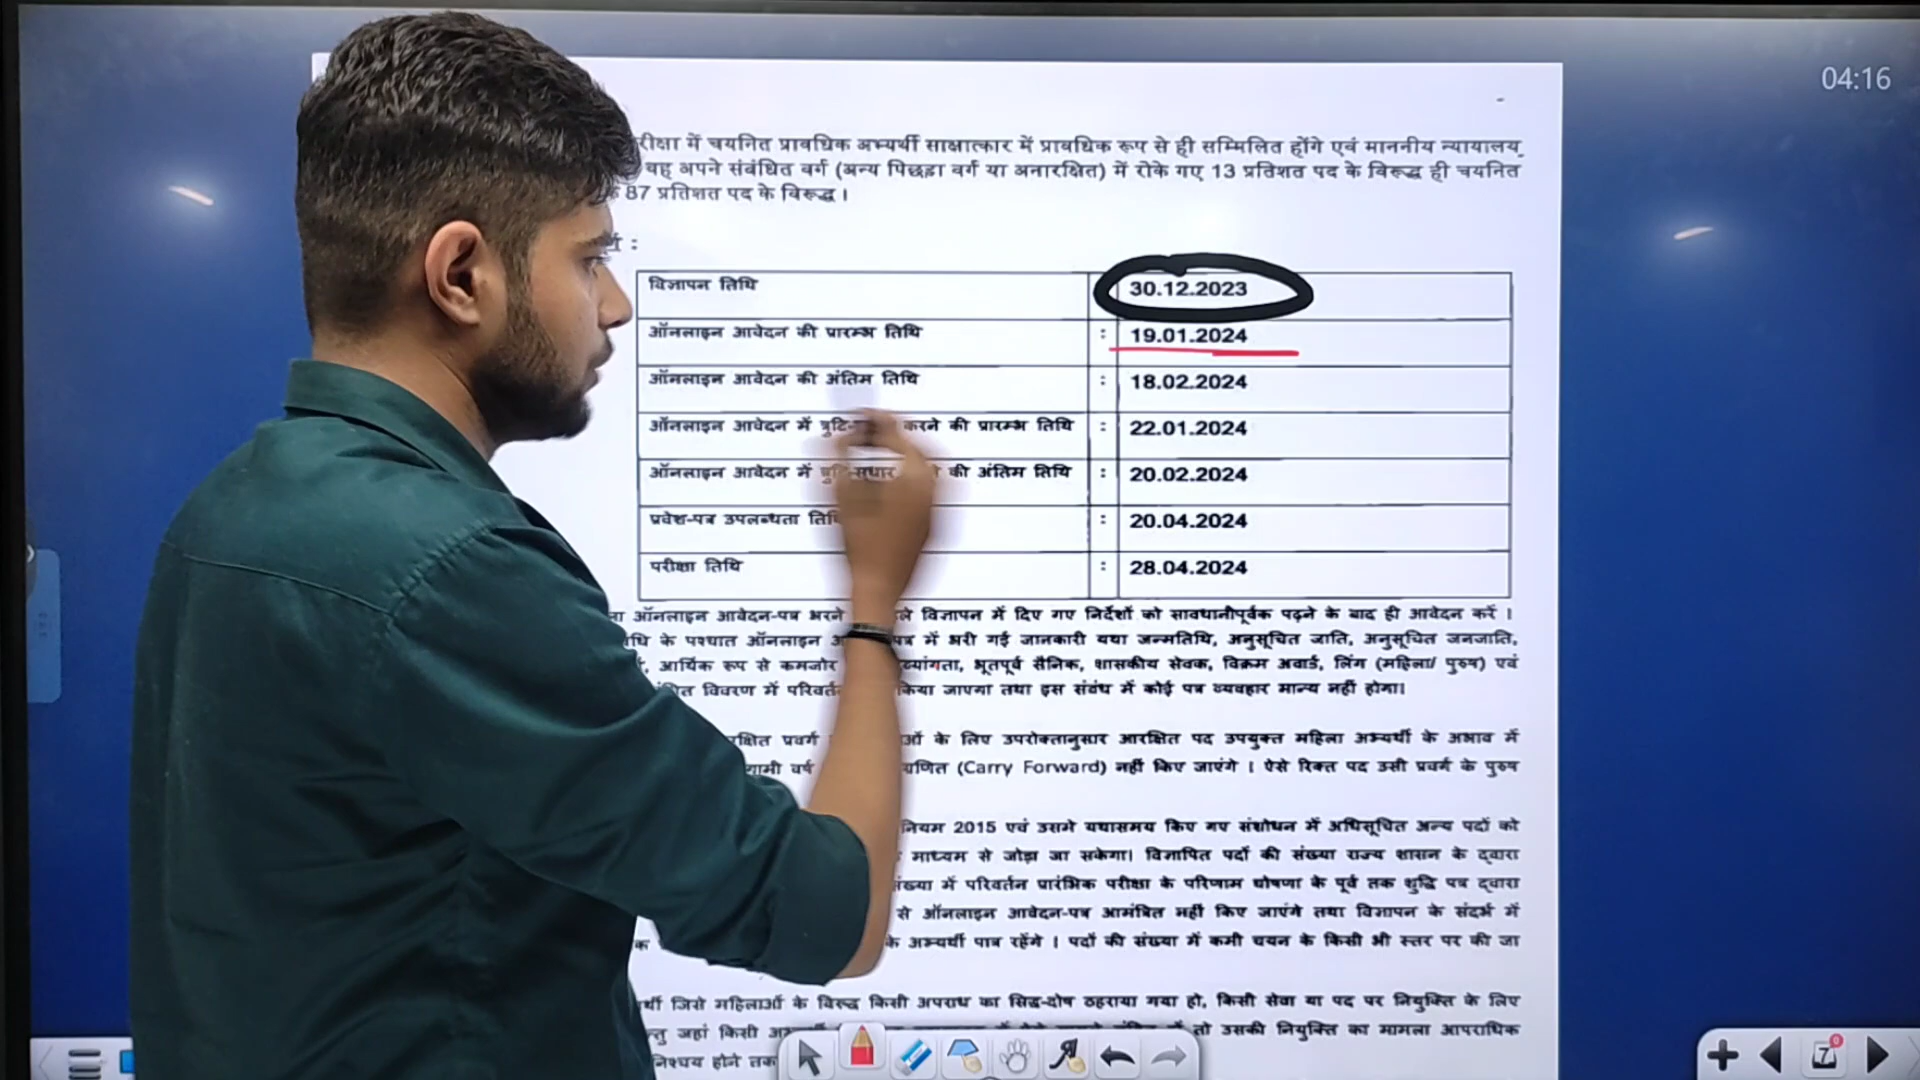 04:16
में चयनित प्रावधिक अभ्यर्थी साक्षात्कार में प्रावधिक रूप से ही सम्मिलित होंगे एवं माननीय न्यायालय
वह अपने संबंधित वर्ग (अन्य पिछड़ा वर्ग या अनारक्षित) में रोके गए 13 प्रतिशत पद के विरूद्ध ही चयनित
87 प्रतिशत पद के विरूद्ध ।
विज्ञापन तिथि 30.12.2023
ऑनलाइन आवेदन की प्रारम्भ तिथि : 19.01.2024
ऑनलाइन आवेदन की अंतिम तिथि : 18.02.2024
ऑनलाइन आवेदन में करने की प्रारम्भ तिथि : 22.01.2024
ऑनलाइन आवेदन में की अंतिम तिथि : 20.02.2024
प्रवेश-पत्र उपलब्धता : 20.04.2024
परीक्षा तिथि : 28.04.2024
ऑनलाइन आवेदन-पत्र भरने विज्ञापन में दिए गए निर्देशों को सावधानीपूर्वक पढ़ने के बाद ही आवेदन करें ।
के पश्चात ऑनलाइन में भरी गई जानकारी यथा जन्मतिथि, अनुसूचित जाति, अनुसूचित जनजाति,
आर्थिक रूप से कमजोर भूतपूर्व सैनिक, शासकीय सेवक, विक्रम अवार्ड, लिंग (महिला/ पुरुष) एवं
विवरण में किया जाएगा तथा इस संबंध में कोई पत्र व्यवहार मान्य नहीं होगा।
प्रवर्ग के लिए उपरोक्तानुसार आरक्षित पद उपयुक्त महिला अभ्यर्थी के अभाव में
वर्ष (Carry Forward) नहीं किए जाएंगे । ऐसे रिक्त पद उसी प्रवर्ग के पुरुष
2015 एवं उसमे यथासमय किए गए संशोधन में अधिसूचित अन्य पदों को
माध्यम से जोड़ा जा सकेगा। विज्ञापित पदों की संख्या राज्य शासन के द्वारा
में परिवर्तन प्रारंभिक परीक्षा के परिणाम घोषणा के पूर्व तक शुद्धि पत्र द्वारा
से ऑनलाइन आवेदन-पत्र आमंत्रित नहीं किए जाएंगे तथा विज्ञापन के संदर्भ में
के अभ्यर्थी पात्र रहेंगे । पदों की संख्या में कमी चयन के किसी भी स्तर पर की जा
जिसे महिलाओं के विरुद्ध किसी अपराध का सिद्ध-दोष ठहराया गया हो, किसी सेवा या पद पर नियुक्ति के लिए
जहां किसी तो उसकी नियुक्ति का मामला आपराधिक
होने तक
7